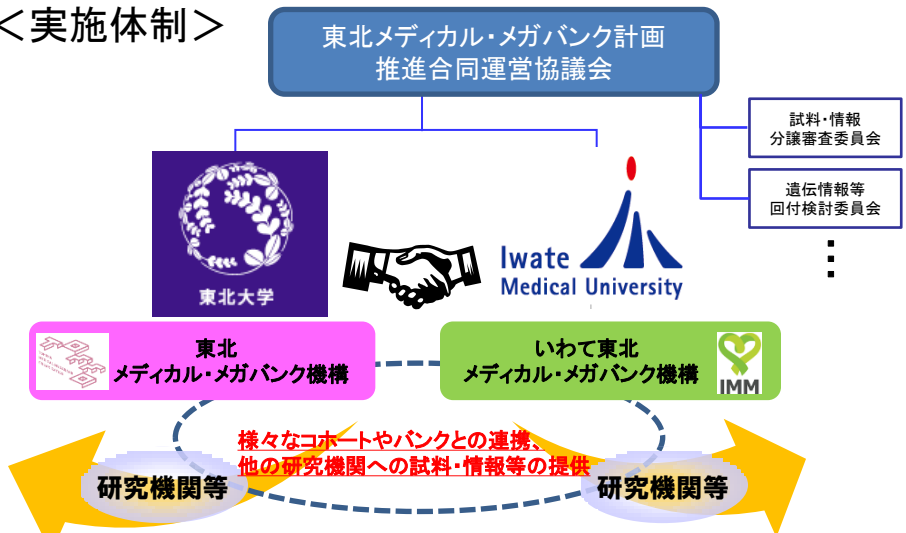 ＜実施体制＞
東北メディカル・メガバンク計画
推進合同運営協議会
試料・情報
分譲審査委員会
遺伝情報等
回付検討委員会
東北大学
Iwate
Medical University
東北
メディカル・メガバンク機構
いわて東北
メディカル・メガバンク機構
IMM
様々なコホートやバンクとの連携、
他の研究機関への試料・情報等の提供
研究機関等
研究機関等